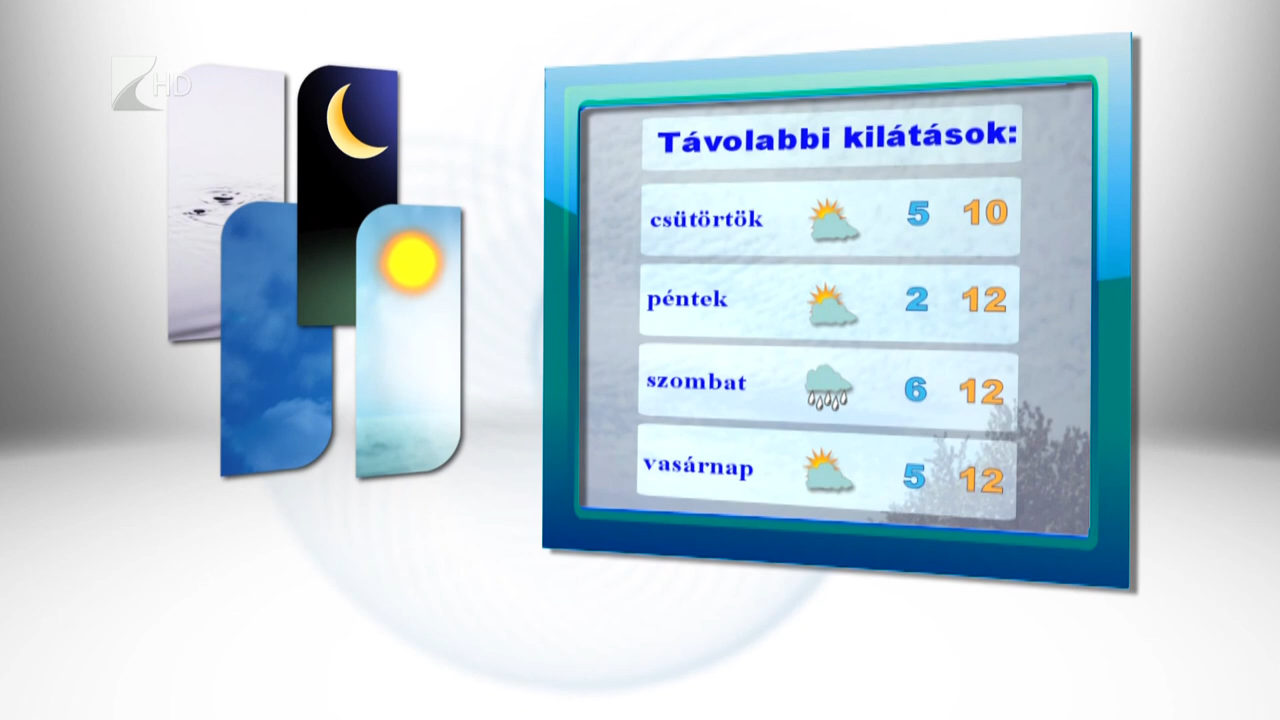 HD
Távolabbi kilátások:
csütörtök 5 10
péntek 2 12
szombat 6 12
vasárnap 5 12